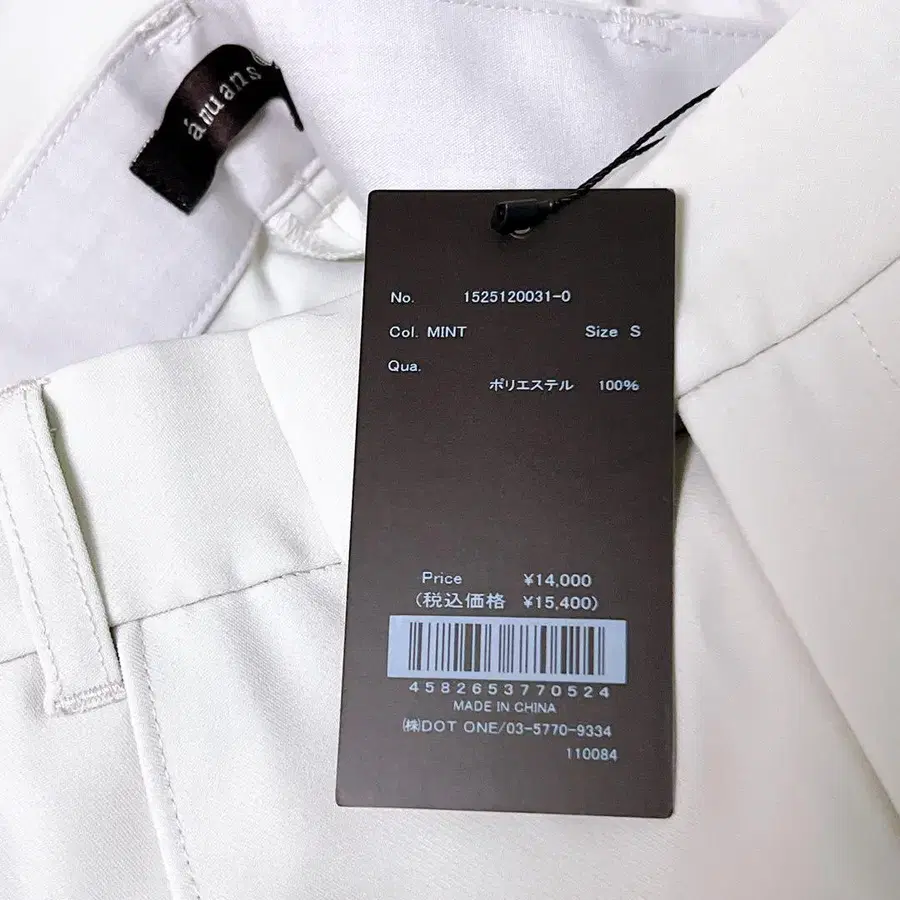 ánuans
No. 1525120031-0
Col. MINT Size S
Qua.
ポリエステル 100%
Price ¥14,000
(税込価格 ¥15,400)
4582653770524
MADE IN CHINA
㈱DOT ONE/03-5770-9334
110084